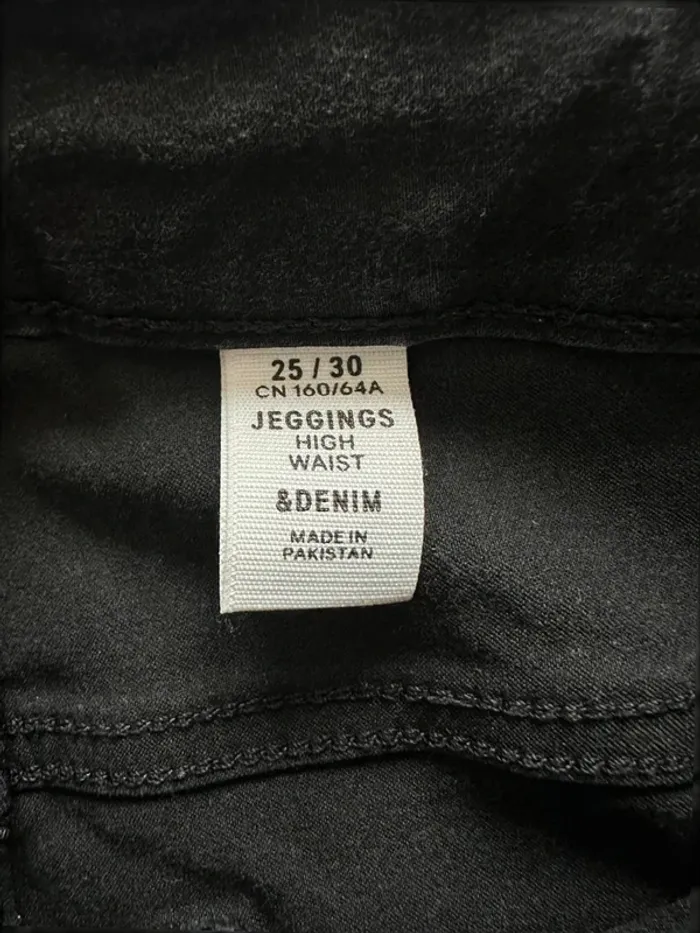 25 / 30
CN 160/64A
JEGGINGS
HIGH
WAIST
&DENIM
MADE IN
PAKISTAN